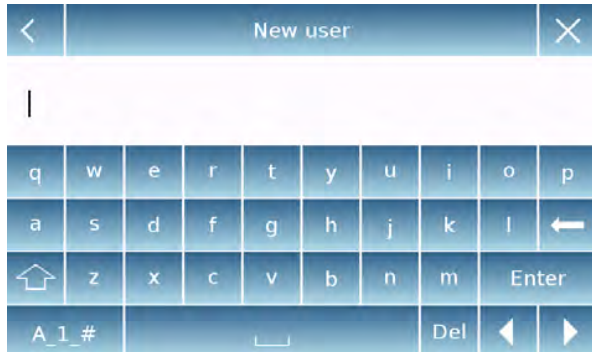 New user
q w e r t y u i o p
a s d f g h j k l
z x c v b n m Enter
A_1_# Del